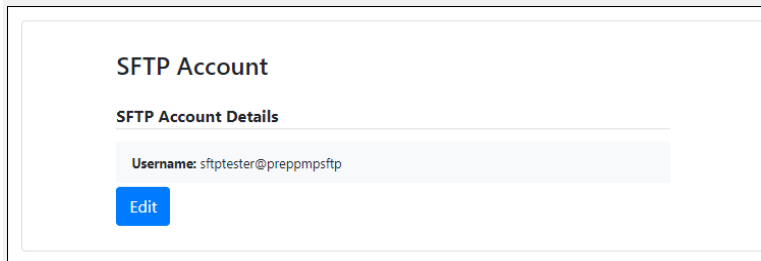 SFTP Account
SFTP Account Details
Username: sftptester@preppmpsftp
Edit